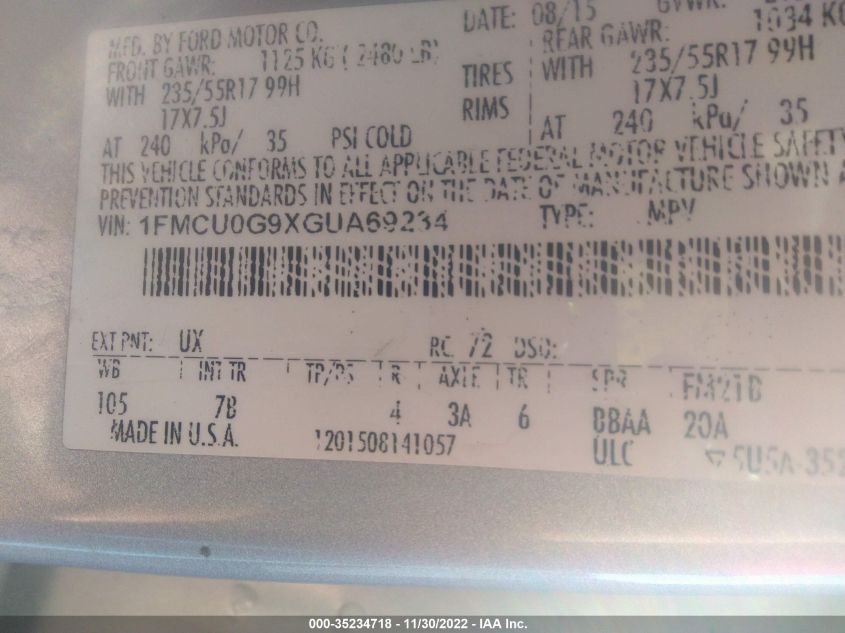 MFD. BY FORD MOTOR CO.
DATE: 08/15
GVWR:
FRONT GAWR: 1125 KG ( 2480 LB)
REAR GAWR: 1034 KG
WITH 235/55R17 99H
TIRES
WITH 235/55R17 99H
17X7.5J
RIMS
17X7.5J
AT 240 kPa/ 35 PSI COLD
AT 240 kPa/ 35
THIS VEHICLE CONFORMS TO ALL APPLICABLE FEDERAL MOTOR VEHICLE SAFETY
PREVENTION STANDARDS IN EFFECT ON THE DATE OF MANUFACTURE SHOWN A
VIN: 1FMCU0G9XGUA69234 TYPE: MPV
EXT PNT: UX RC: 72 DSO:
WB INT TR TP/PS R AXLE TR SPR
105 7B 4 3A 6 BBAA 20A
MADE IN U.S.A. 1201508141057 ULC 5U5A-352
000-35234718 - 11/30/2022 - IAA Inc.